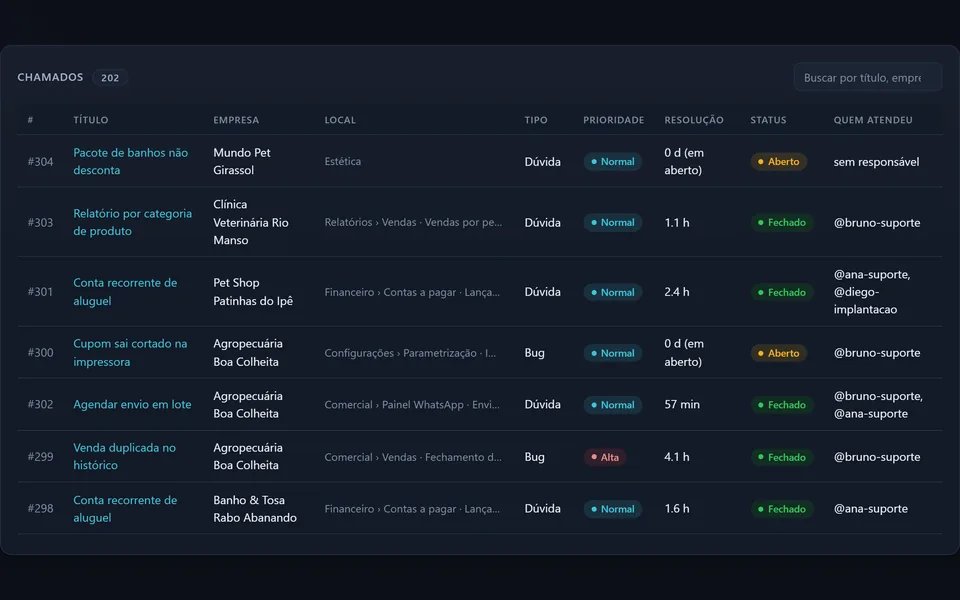 CHAMADOS 202
Buscar por título, empre
# TÍTULO EMPRESA LOCAL TIPO PRIORIDADE RESOLUÇÃO STATUS QUEM ATENDEU
#304
Pacote de banhos não
desconta
Mundo Pet
Girassol
Estética
Dúvida
Normal
0 d (em
aberto)
Aberto
sem responsável
#303
Relatório por categoria
de produto
Clínica
Veterinária Rio
Manso
Relatórios › Vendas · Vendas por pe...
Dúvida
Normal
1.1 h
Fechado
@bruno-suporte
#301
Conta recorrente de
aluguel
Pet Shop
Patinhas do Ipê
Financeiro › Contas a pagar · Lança...
Dúvida
Normal
2.4 h
Fechado
@ana-suporte,
@diego-
implantacao
#300
Cupom sai cortado na
impressora
Agropecuária
Boa Colheita
Configurações › Parametrização · I...
Bug
Normal
0 d (em
aberto)
Aberto
@bruno-suporte
#302
Agendar envio em lote
Agropecuária
Boa Colheita
Comercial › Painel WhatsApp · Envi...
Dúvida
Normal
57 min
Fechado
@bruno-suporte,
@ana-suporte
#299
Venda duplicada no
histórico
Agropecuária
Boa Colheita
Comercial › Vendas · Fechamento d...
Bug
Alta
4.1 h
Fechado
@bruno-suporte
#298
Conta recorrente de
aluguel
Banho & Tosa
Rabo Abanando
Financeiro › Contas a pagar · Lança...
Dúvida
Normal
1.6 h
Fechado
@ana-suporte